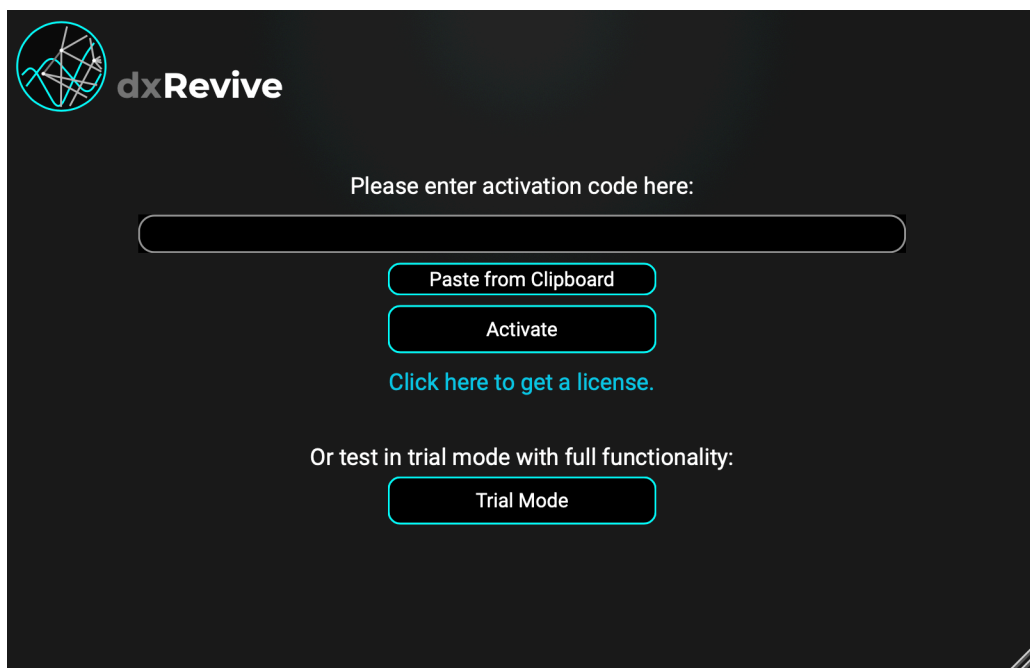 dxRevive
Please enter activation code here:
Paste from Clipboard
Activate
Click here to get a license.
Or test in trial mode with full functionality:
Trial Mode